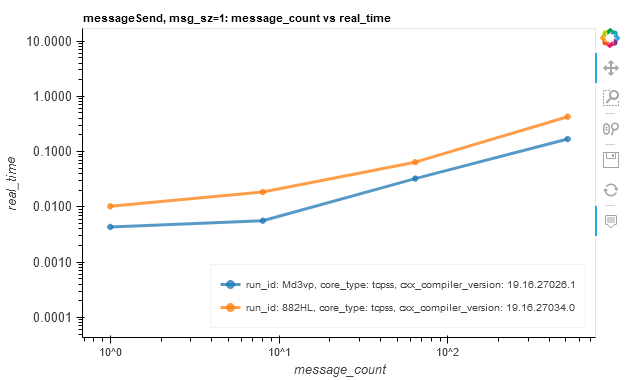 messageSend, msg_sz=1: message_count vs real_time
10.0000
1.0000
0.1000
0.0100
0.0010
0.0001
real_time
10^0
10^1
10^2
message_count
run_id: Md3vp, core_type: tcpss, cxx_compiler_version: 19.16.27026.1
run_id: 882HL, core_type: tcpss, cxx_compiler_version: 19.16.27034.0